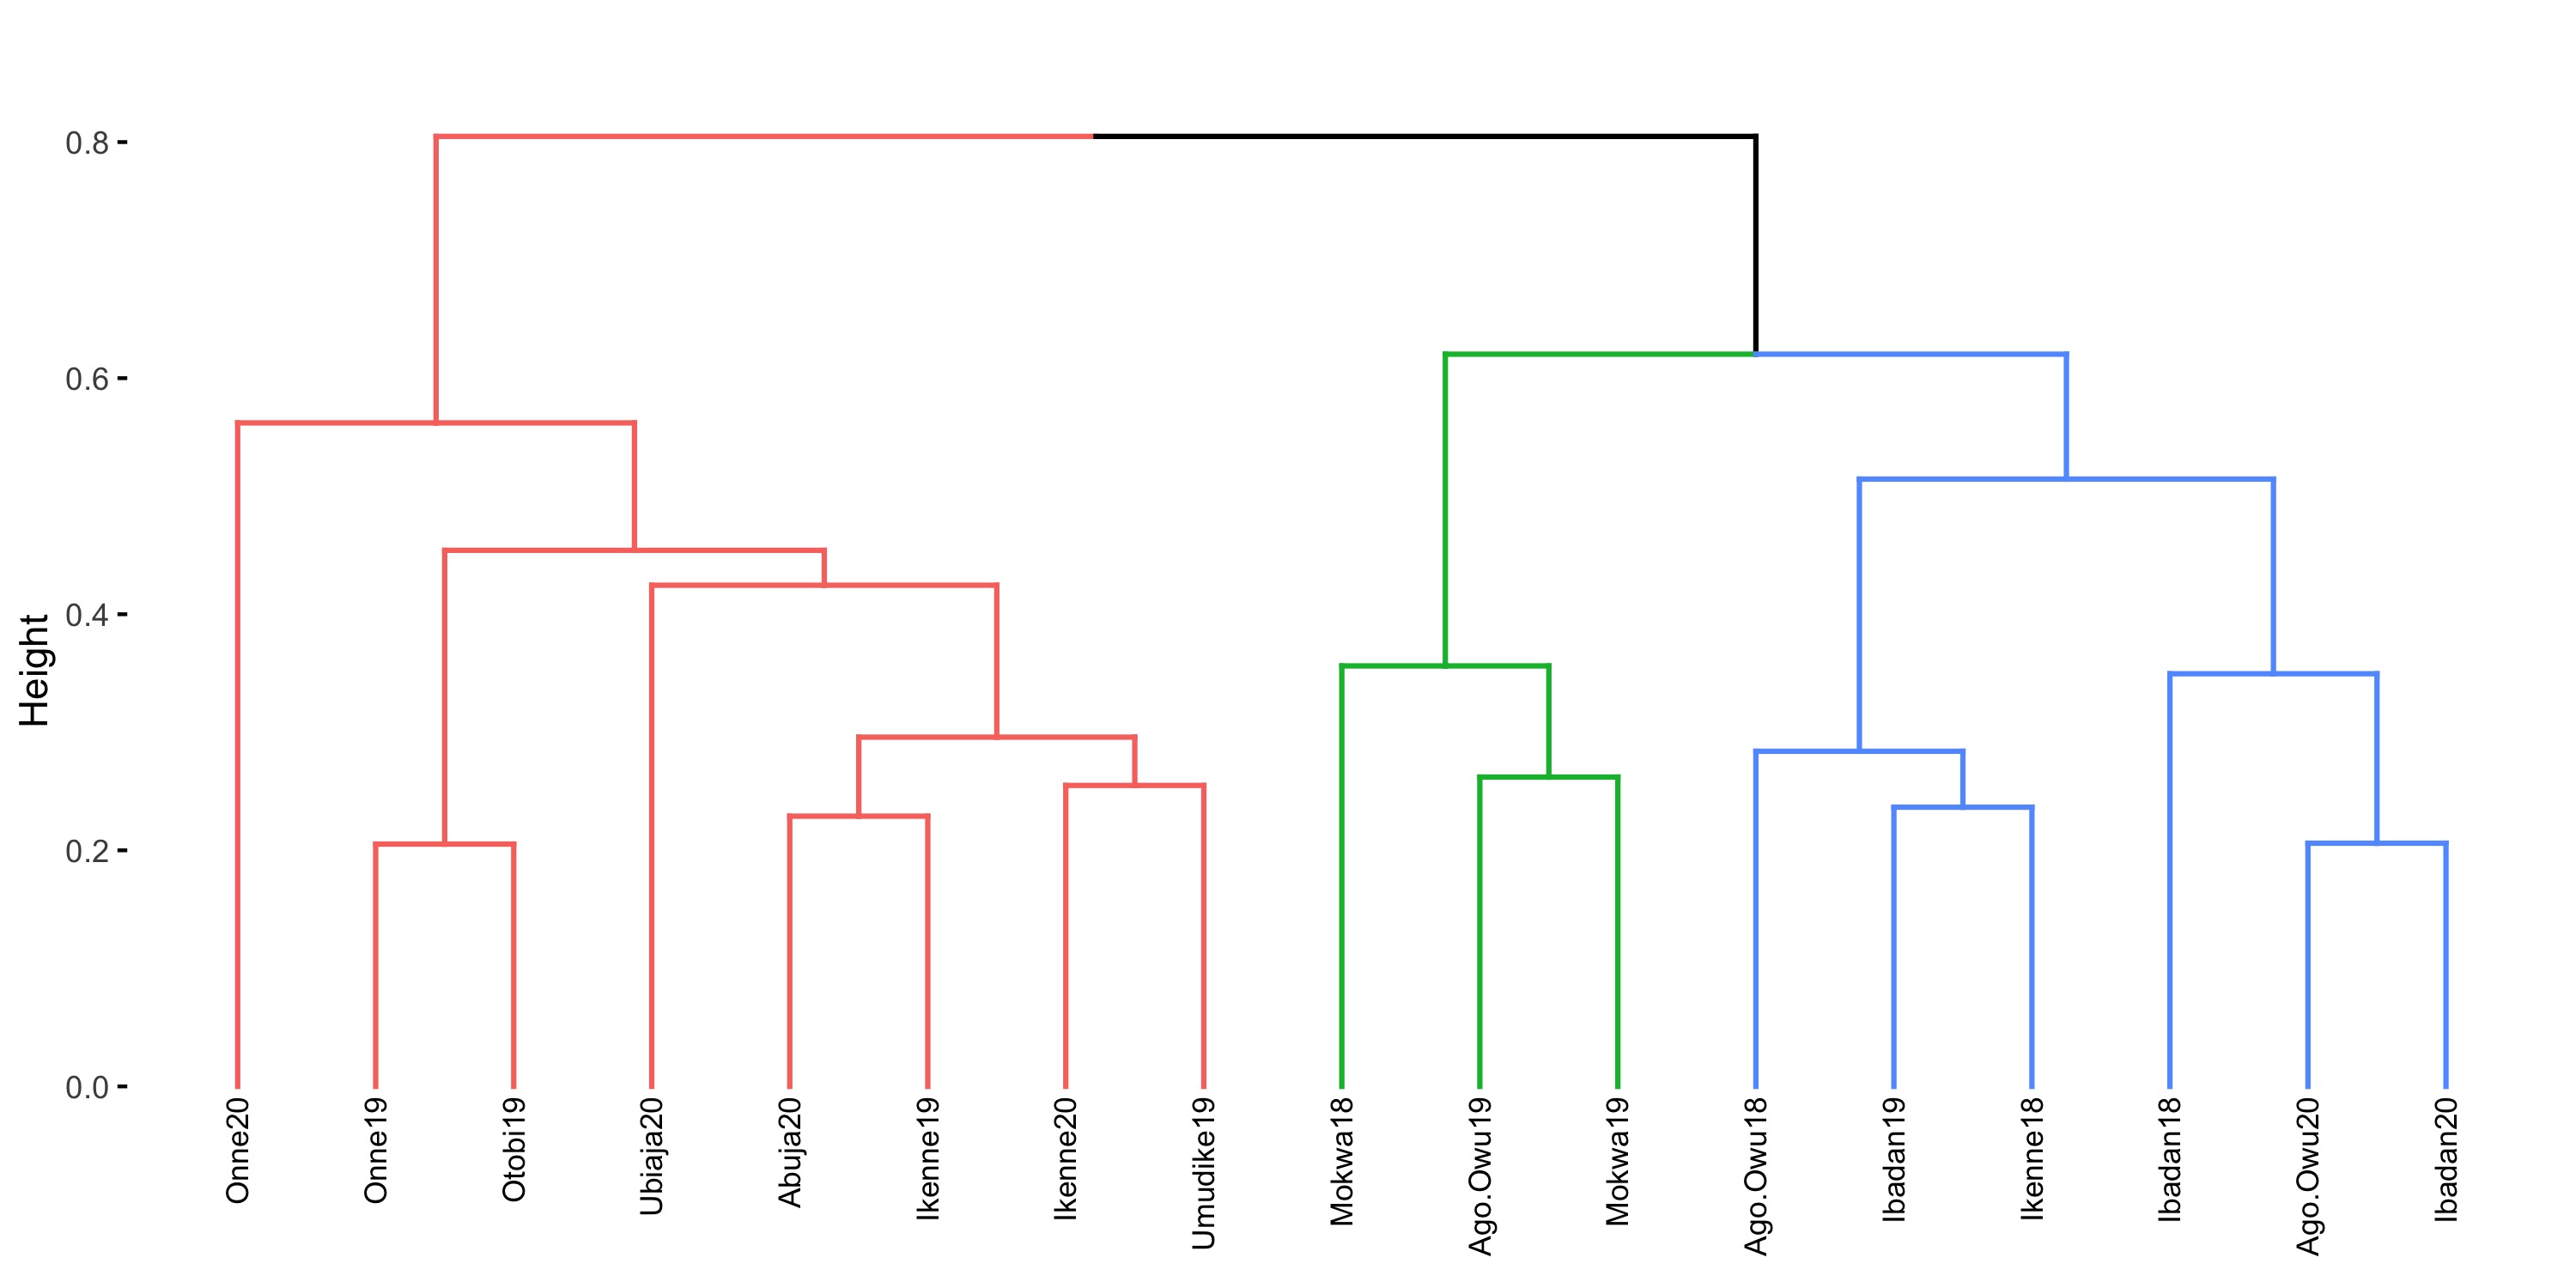 0.8
0.6
0.4
0.2
0.0
Height
Onne20
Onne19
Otobi19
Ubiaja20
Abuja20
Ikenne19
Ikenne20
Umudike19
Mokwa18
Ago.Owu19
Mokwa19
Ago.Owu18
Ibadan19
Ikenne18
Ibadan18
Ago.Owu20
Ibadan20